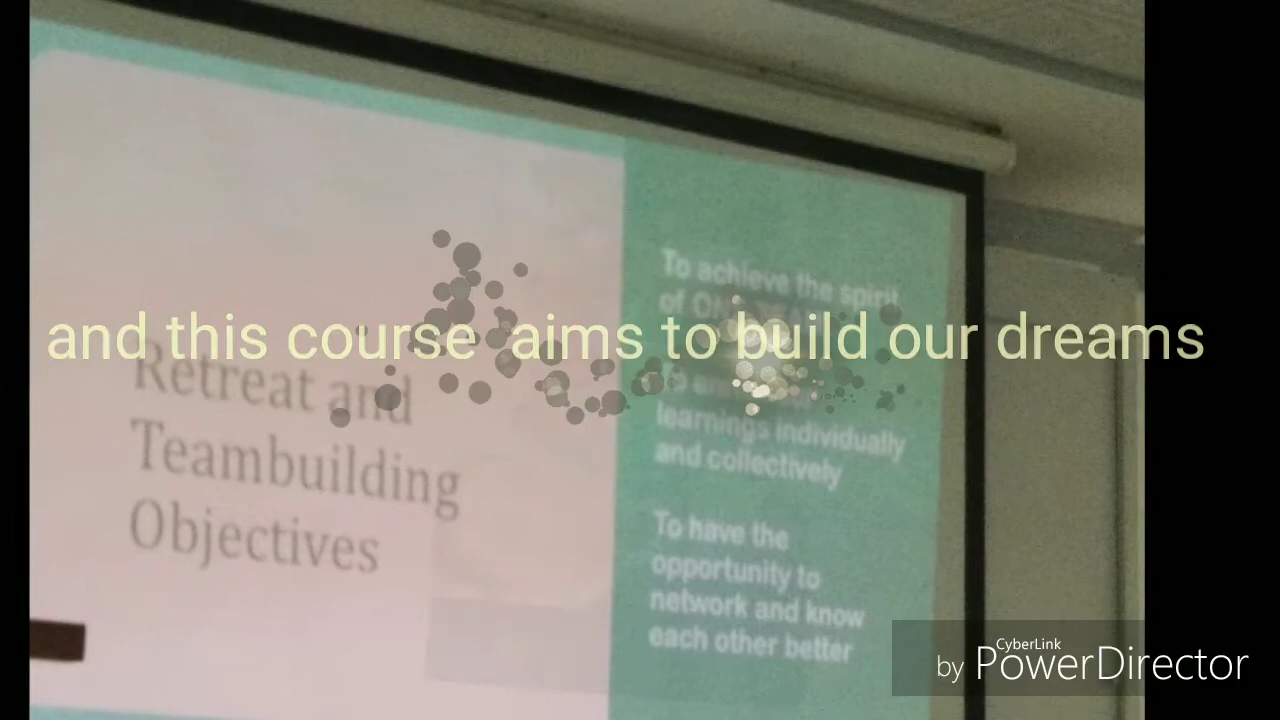 and this course aims to build our dreams
Retreat and
Teambuilding
Objectives
To achieve the spirit
of
learnings individually
and collectively
To have the
opportunity to
network and know
each other better
by CyberLink PowerDirector